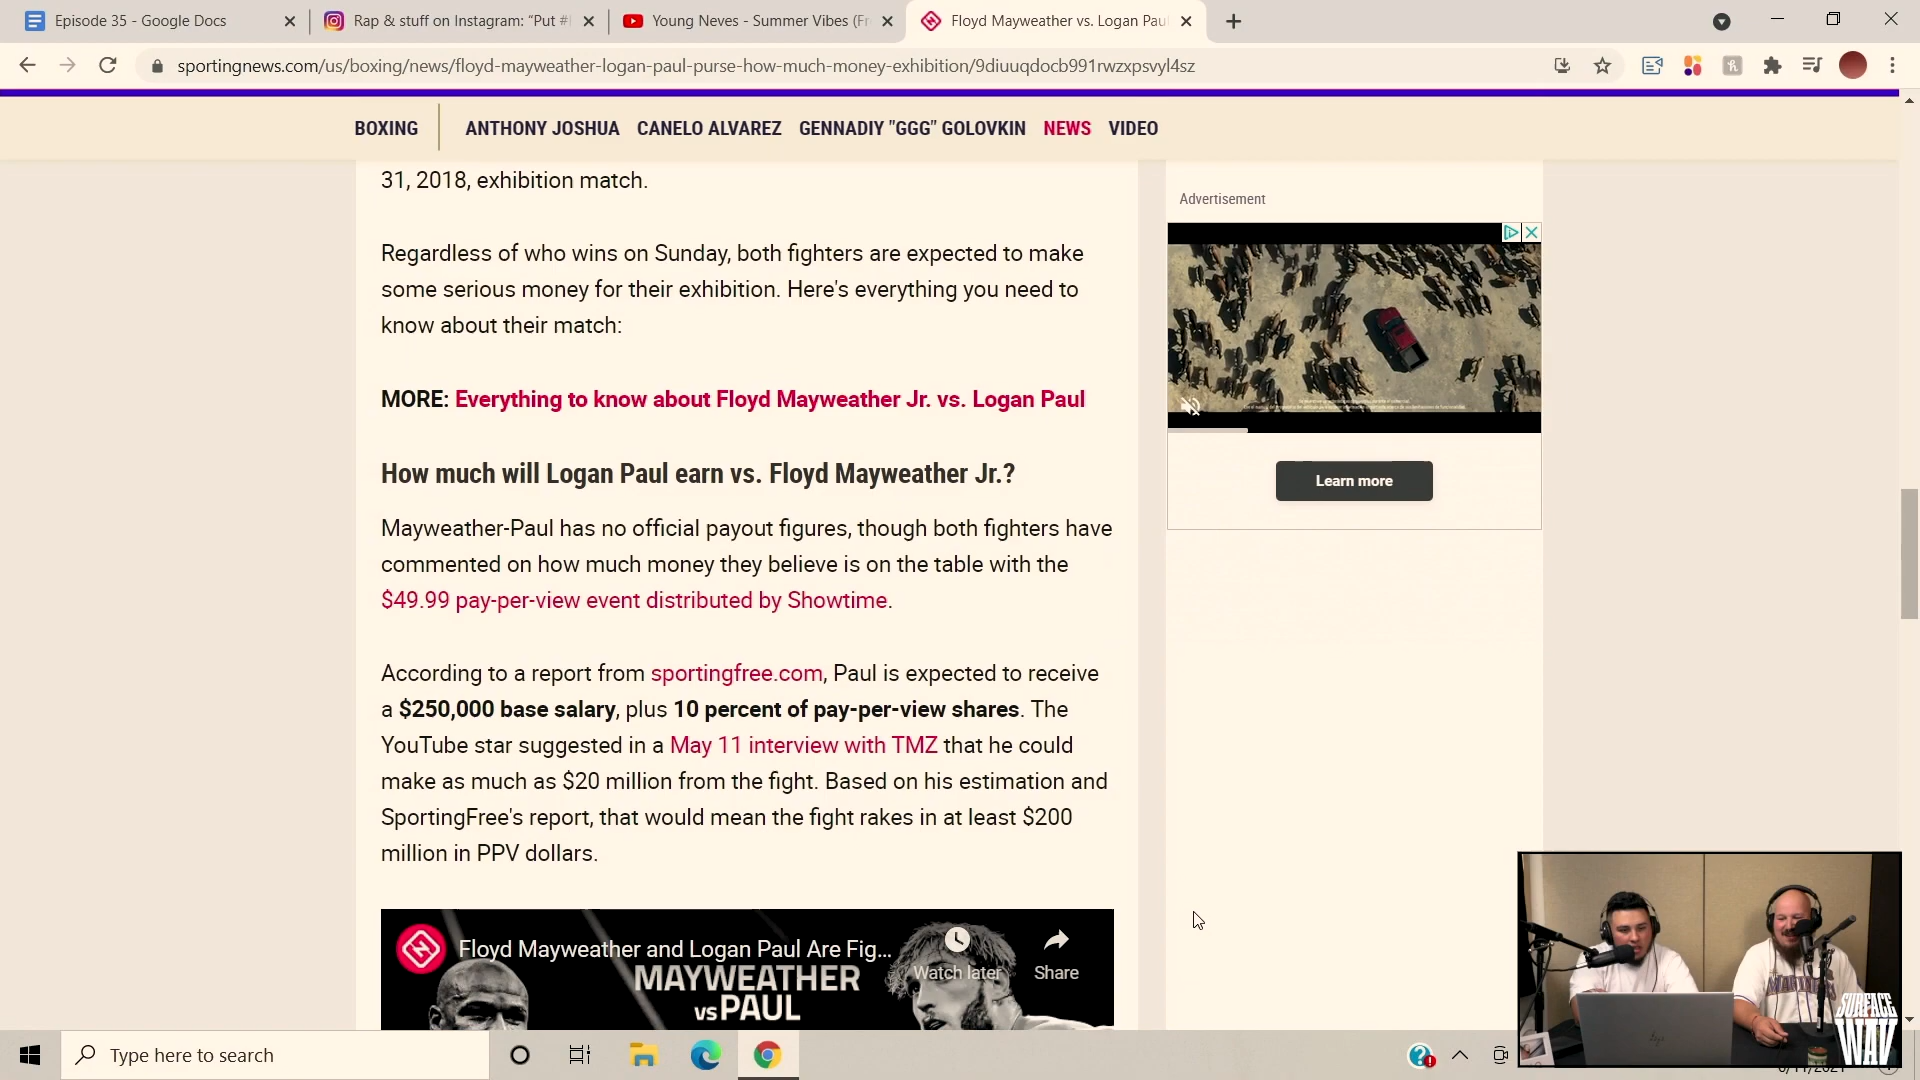 Episode 35 - Google Docs
Rap & stuff on Instagram: "Put #
Young Neves - Summer Vibes (Fr
Floyd Mayweather vs. Logan Paul
sportingnews.com/us/boxing/news/floyd-mayweather-logan-paul-purse-how-much-money-exhibition/9diuuqdocb991rwzxpsvyl4sz
BOXING ANTHONY JOSHUA CANELO ALVAREZ GENNADIY "GGG" GOLOVKIN NEWS VIDEO
31, 2018, exhibition match.
Regardless of who wins on Sunday, both fighters are expected to make
some serious money for their exhibition. Here's everything you need to
know about their match:
MORE: Everything to know about Floyd Mayweather Jr. vs. Logan Paul
How much will Logan Paul earn vs. Floyd Mayweather Jr.?
Mayweather-Paul has no official payout figures, though both fighters have
commented on how much money they believe is on the table with the
$49.99 pay-per-view event distributed by Showtime.
According to a report from sportingfree.com, Paul is expected to receive
a $250,000 base salary, plus 10 percent of pay-per-view shares. The
YouTube star suggested in a May 11 interview with TMZ that he could
make as much as $20 million from the fight. Based on his estimation and
SportingFree's report, that would mean the fight rakes in at least $200
million in PPV dollars.
Floyd Mayweather and Logan Paul Are Fig...
Watch later
Share
MAYWEATHER
vs PAUL
Advertisement
Learn more
SURFACE
WAV
Type here to search